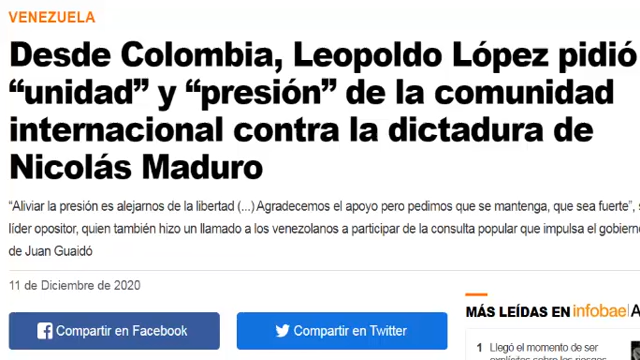 VENEZUELA
Desde Colombia, Leopoldo López pidió
“unidad” y “presión” de la comunidad
internacional contra la dictadura de
Nicolás Maduro
“Aliviar la presión es alejarnos de la libertad (...) Agradecemos el apoyo pero pedimos que se mantenga, que sea fuerte”,
líder opositor, quien también hizo un llamado a los venezolanos a participar de la consulta popular que impulsa el
de Juan Guaidó
11 de Diciembre de 2020
Compartir en Facebook
Compartir en Twitter
MÁS LEÍDAS EN infobae
1 Llegó el momento de ser
explícitos sobre los riesgos